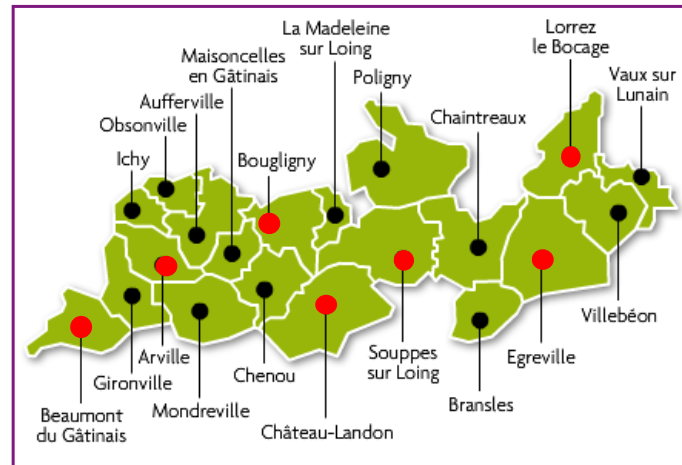 La Madeleine
sur Loing
Lorrez
le Bocage
Maisoncelles
en Gâtinais
Poligny
Vaux sur
Lunain
Aufferville
Chaintreaux
Obsonville
Ichy
Bougligny
Villebéon
Arville
Souppes
sur Loing
Egreville
Gironville
Chenou
Bransles
Beaumont
du Gâtinais
Mondreville
Château-Landon